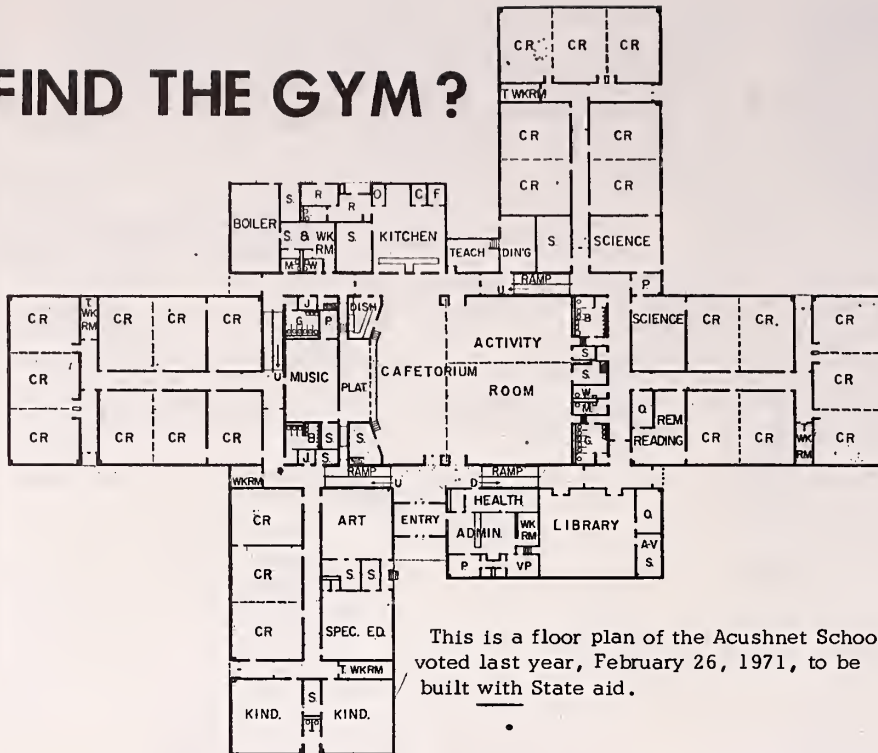 FIND THE GYM?
CR CR CR
T WKRM
CR CR
CR CR
BOILER S. R R O C F
S. & WK RM S. KITCHEN
M W
TEACH DIN'G S. SCIENCE
RAMP
U
P
CR T. WK RM CR CR CR
J G P DISH
B
SCIENCE CR CR. CR
ACTIVITY
U MUSIC PLAT CAFETORIUM
S
S.
ROOM
CR
CR
W.
M.
Q. REM READING
CR CR CR CR
B S S.
J S.
G.
CR CR T WK RM CR
WKRM
RAMP U
D RAMP
CR ART ENTRY HEALTH
ADMIN. WK RM LIBRARY Q.
CR S. S. P. VP A-V S.
CR SPEC. ED.
T. WKRM
KIND. S KIND.
This is a floor plan of the Acushnet Schoo
voted last year, February 26, 1971, to be
built with State aid.